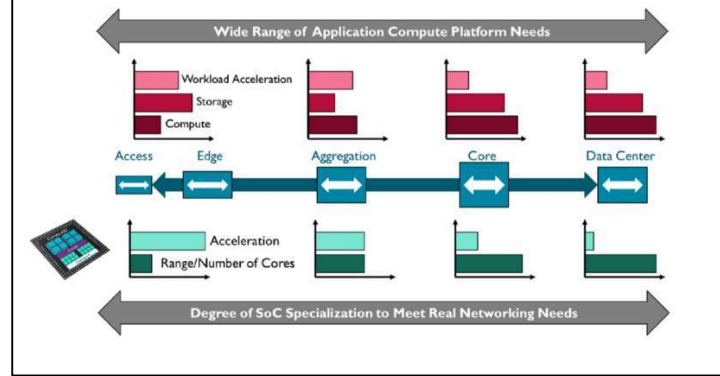 Wide Range of Application Compute Platform Needs
Workload Acceleration
Storage
Compute
Access Edge Aggregation Core Data Center
Acceleration
Range/Number of Cores
Degree of SoC Specialization to Meet Real Networking Needs